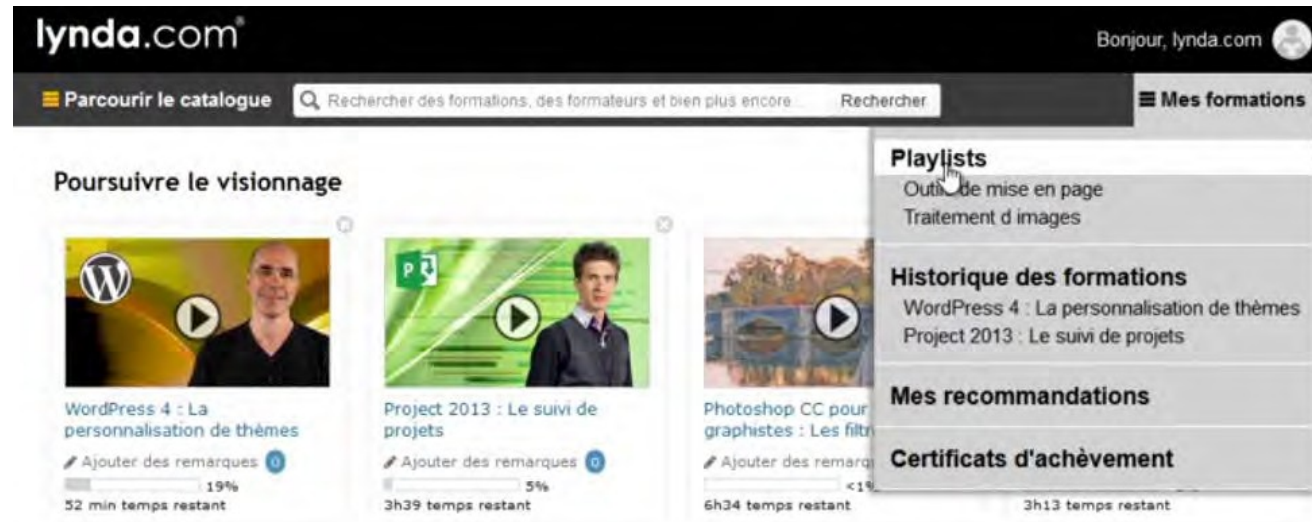 lynda.com®
Bonjour, lynda.com
Parcourir le catalogue
Rechercher des formations, des formateurs et bien plus encore...
Rechercher
Mes formations
Poursuivre le visionnage
WordPress 4 : La
personnalisation de thèmes
Ajouter des remarques 0
19%
52 min temps restant
P
Project 2013 : Le suivi de
projets
Ajouter des remarques 0
5%
3h39 temps restant
Photoshop CC pour
graphistes : Les
Ajouter des
<1%
6h34 temps restant
3h13 temps restant
Playlists
de mise en page
Traitement d images
Historique des formations
WordPress 4 : La personnalisation de thèmes
Project 2013 : Le suivi de projets
Mes recommandations
Certificats d'achèvement